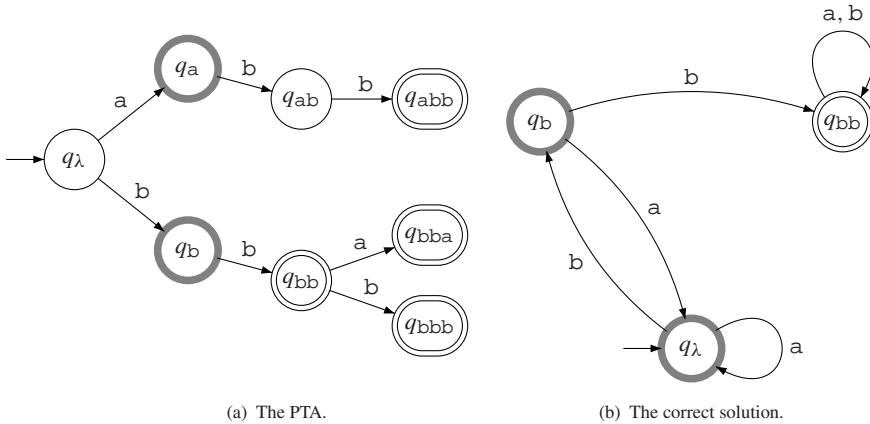 a, b
q_a
b
q_ab
b
q_abb
b
q_b
q_bb
a
q_λ
b
a
q_bba
a
q_b
b
q_bb
b
b
q_bbb
q_λ
a
(a) The PTA.
(b) The correct solution.